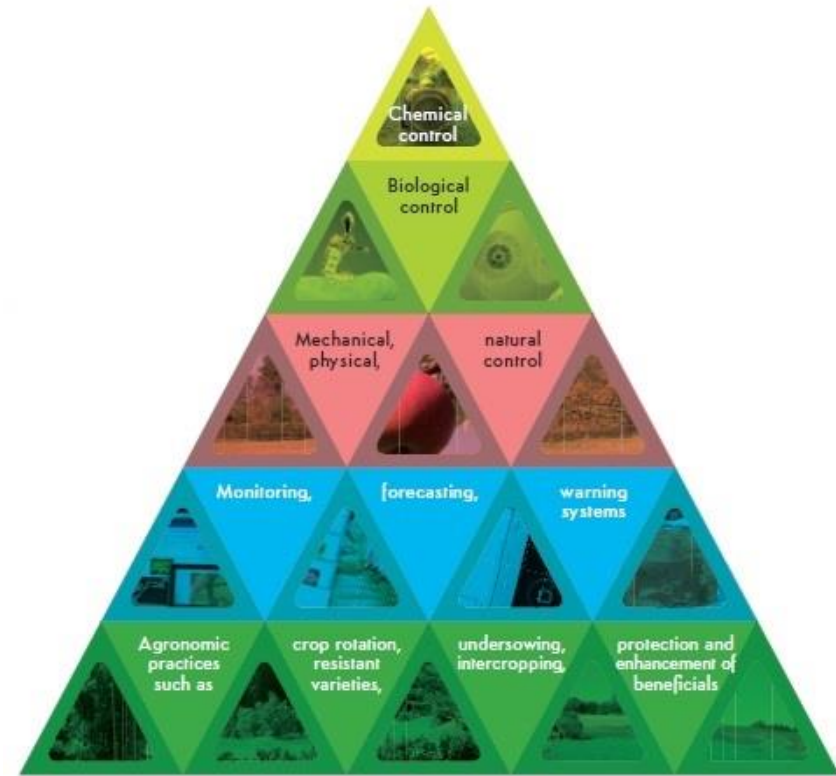 Chemical
control
Biological
control
Mechanical,
physical,
natural
control
Monitoring,
forecasting,
warning
systems
Agronomic
practices
such as
crop rotation,
resistant
varieties,
undersowing,
intercropping,
protection and
enhancement of
beneficials